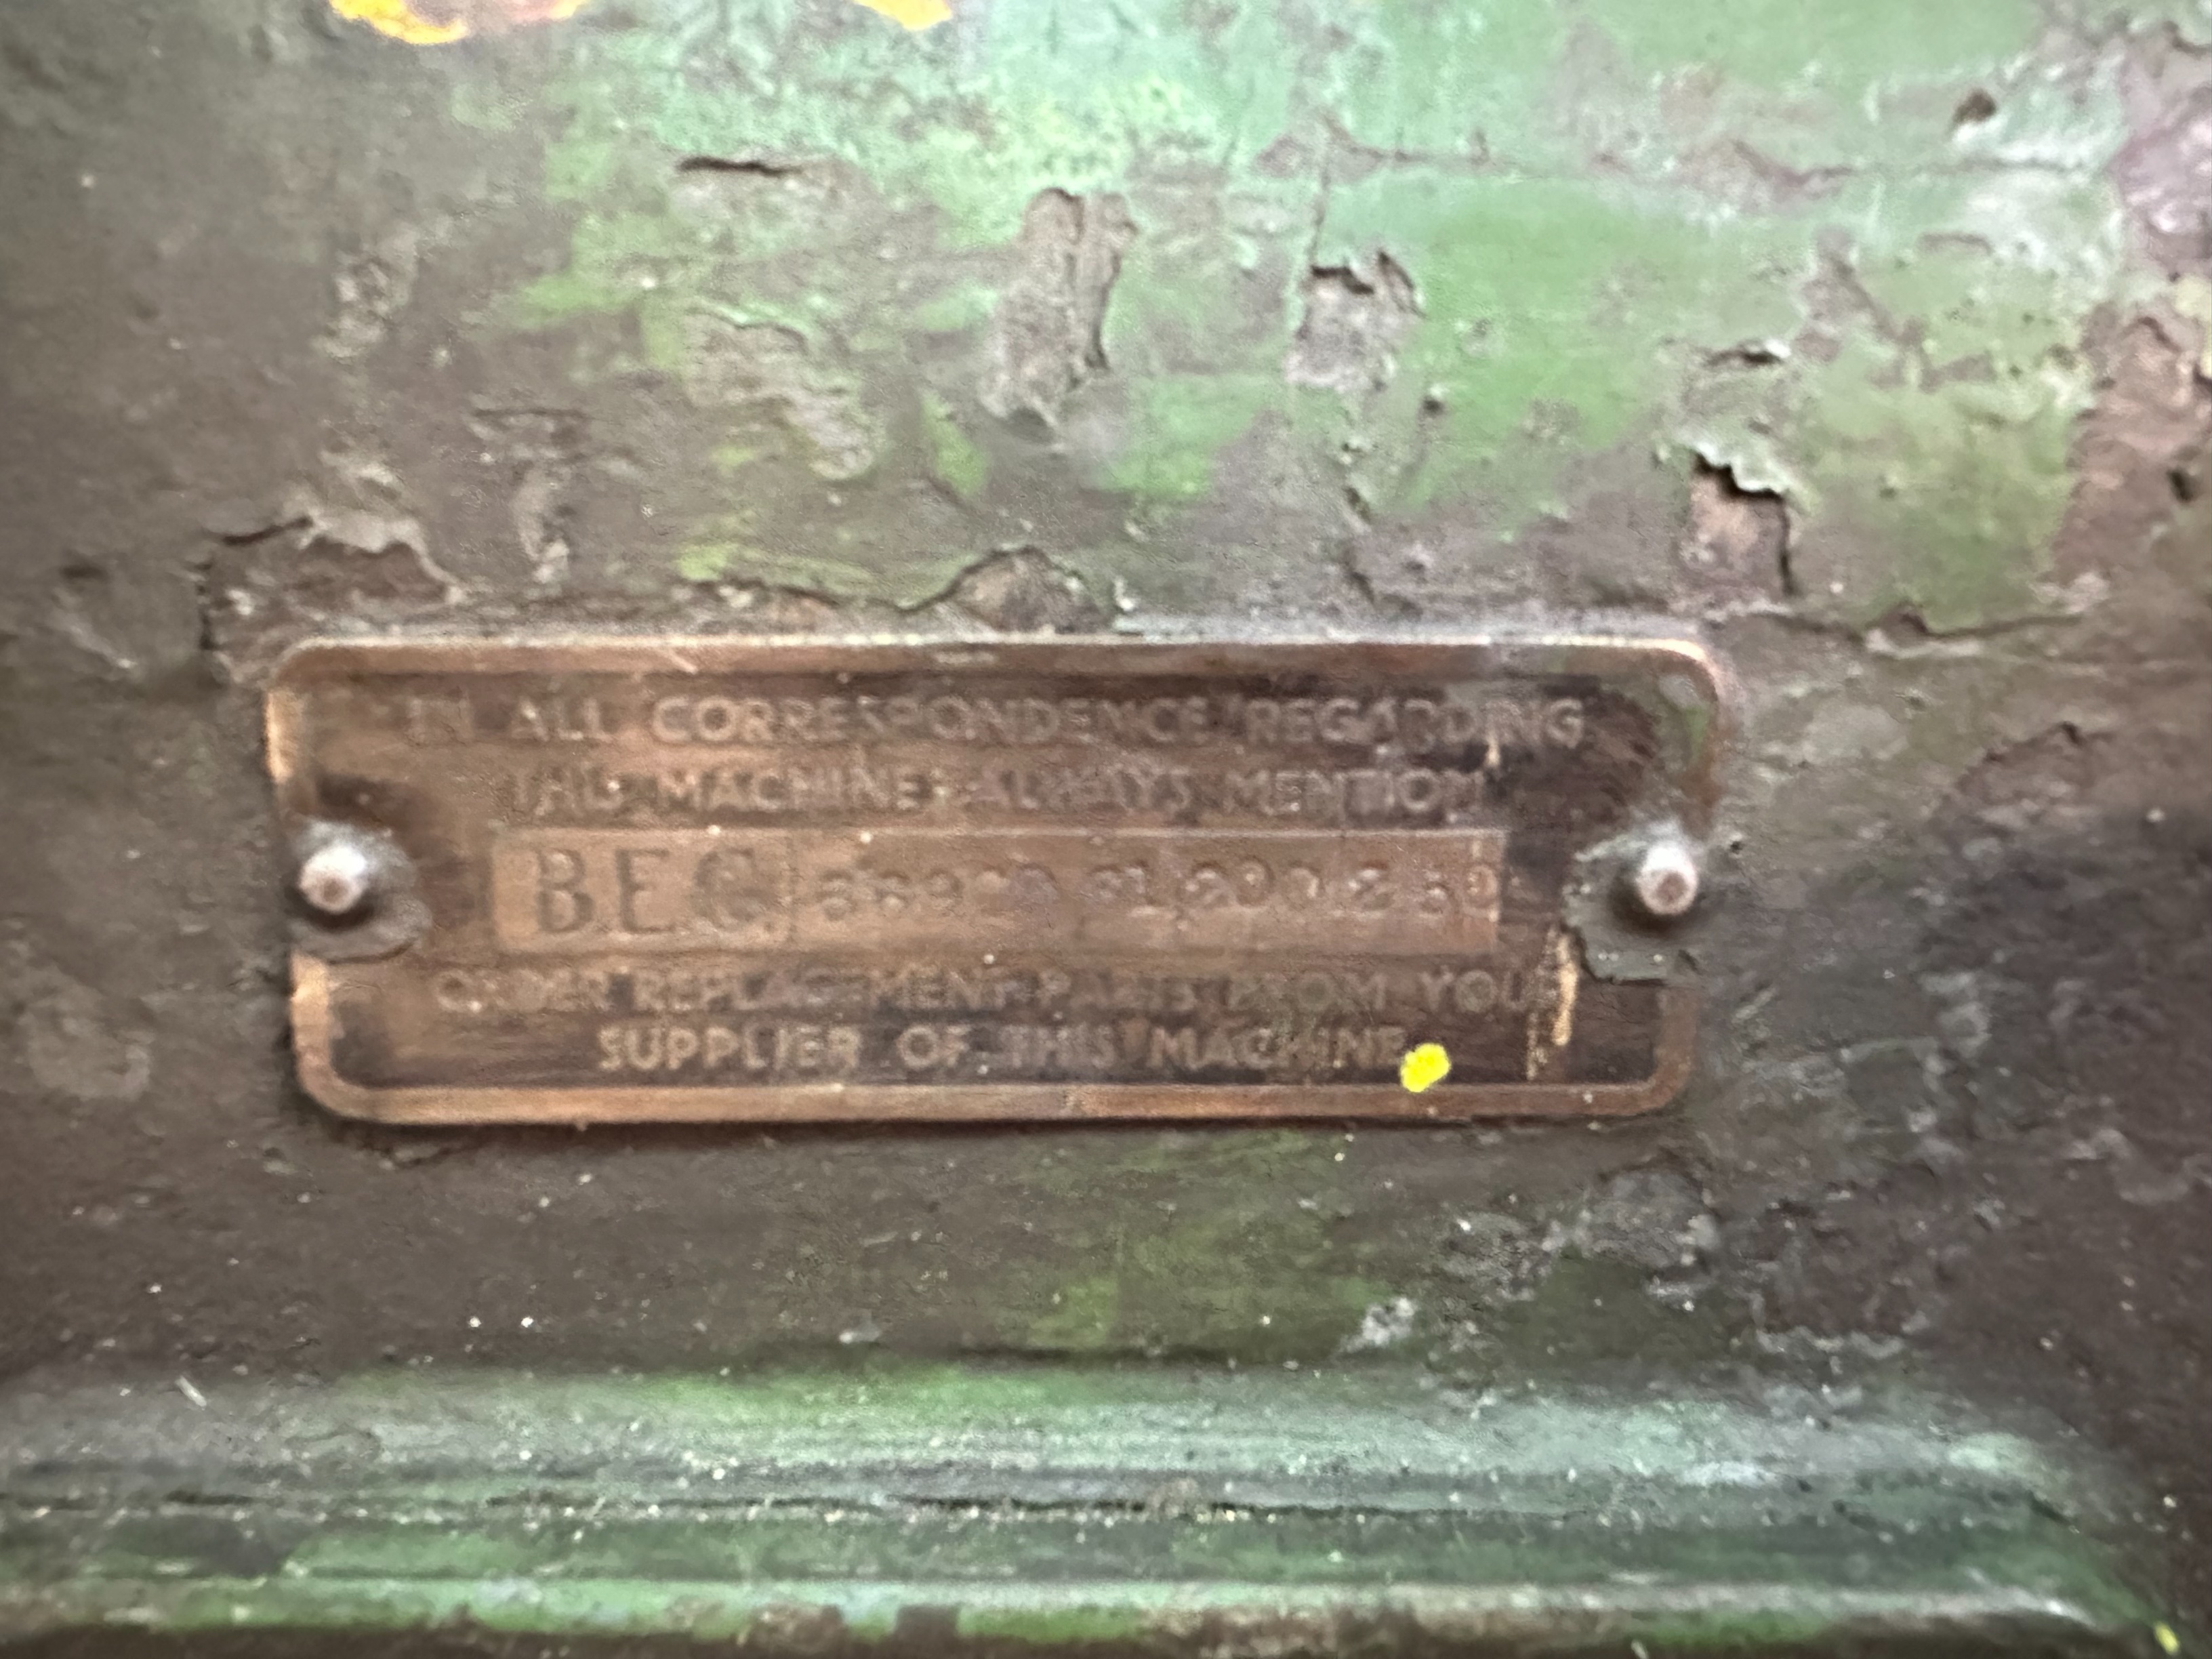 IN ALL CORRESPONDENCE REGARDING
THIS MACHINE ALWAYS MENTION
B.E.C.
ORDER REPLACEMENT PARTS FROM YOUR
SUPPLIER OF THIS MACHINE